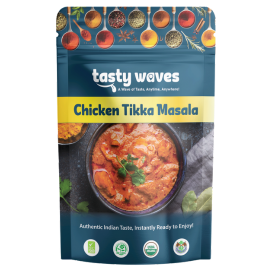 tasty waves
A Wave of Taste, Anytime, Anywhere!
Chicken Tikka Masala
Authentic Indian Taste, Instantly Ready to Enjoy!